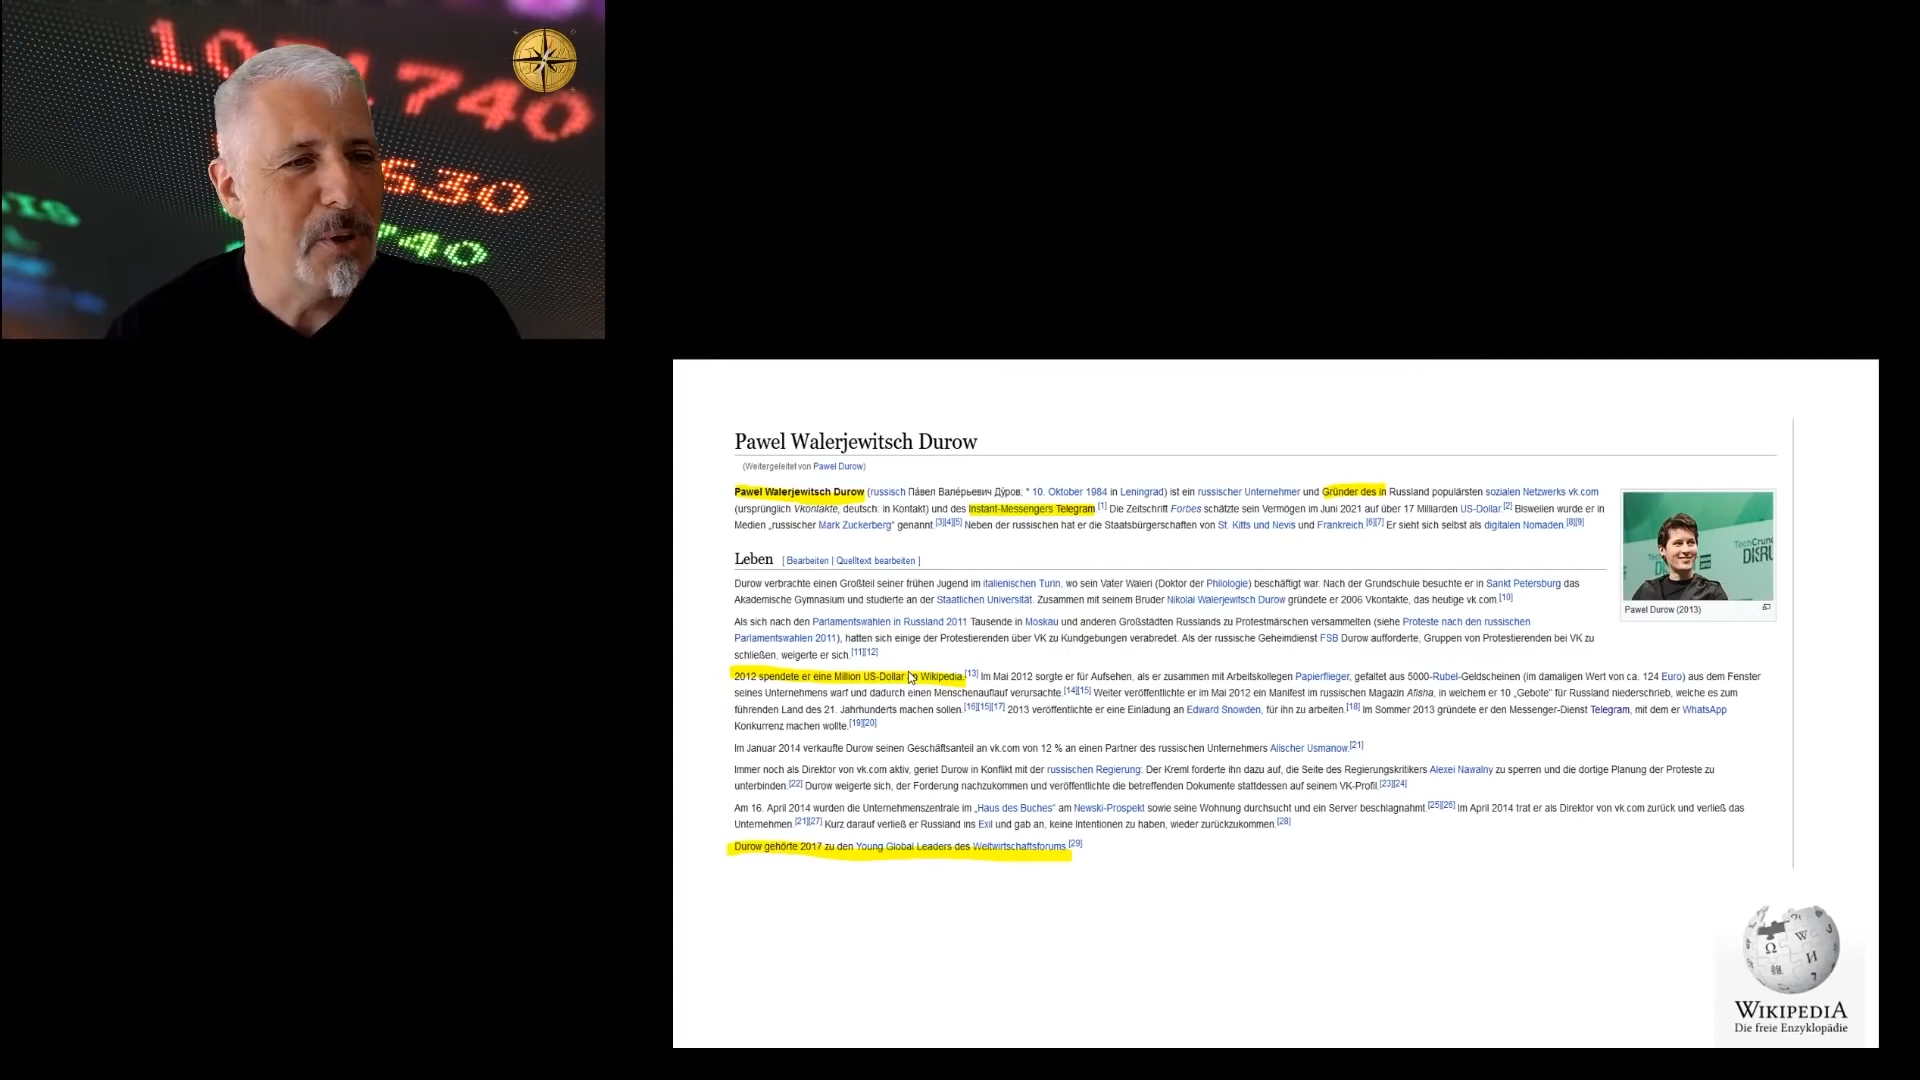 10 1740
530
740
Pawel Walerjewitsch Durow
(Weitergeleitet von Pawel Durow)
Pawel Walerjewitsch Durow (russisch Па́вел Вале́рьевич Ду́ров; * 10. Oktober 1984 in Leningrad) ist ein russischer Unternehmer und Gründer des in Russland populärsten sozialen Netzwerks vk.com
(ursprünglich Vkontakte, deutsch: in Kontakt) und des Instant-Messengers Telegram.[1] Die Zeitschrift Forbes schätzte sein Vermögen im Juni 2021 auf über 17 Milliarden US-Dollar.[2] Bisweilen wurde er in
Medien „russischer Mark Zuckerberg“ genannt.[3][4][5] Neben der russischen hat er die Staatsbürgerschaften von St. Kitts und Nevis und Frankreich.[6][7] Er sieht sich selbst als digitalen Nomaden.[8][9]
TechCrunch
DISRU
Pawel Durow (2013)
Leben [ Bearbeiten | Quelltext bearbeiten ]
Durow verbrachte einen Großteil seiner frühen Jugend im italienischen Turin, wo sein Vater Waleri (Doktor der Philologie) beschäftigt war. Nach der Grundschule besuchte er in Sankt Petersburg das
Akademische Gymnasium und studierte an der Staatlichen Universität. Zusammen mit seinem Bruder Nikolai Walerjewitsch Durow gründete er 2006 Vkontakte, das heutige vk.com.[10]
Als sich nach den Parlamentswahlen in Russland 2011 Tausende in Moskau und anderen Großstädten Russlands zu Protestmärschen versammelten (siehe Proteste nach den russischen
Parlamentswahlen 2011), hatten sich einige der Protestierenden über VK zu Kundgebungen verabredet. Als der russische Geheimdienst FSB Durow aufforderte, Gruppen von Protestierenden bei VK zu
schließen, weigerte er sich.[11][12]
2012 spendete er eine Million US-Dollar an Wikipedia.[13] Im Mai 2012 sorgte er für Aufsehen, als er zusammen mit Arbeitskollegen Papierflieger, gefaltet aus 5000-Rubel-Geldscheinen (im damaligen Wert von ca. 124 Euro) aus dem Fenster
seines Unternehmens warf und dadurch einen Menschenauflauf verursachte.[14][15] Weiter veröffentlichte er im Mai 2012 ein Manifest im russischen Magazin Afisha, in welchem er 10 „Gebote“ für Russland niederschrieb, welche es zum
führenden Land des 21. Jahrhunderts machen sollen.[16][15][17] 2013 veröffentlichte er eine Einladung an Edward Snowden, für ihn zu arbeiten.[18] Im Sommer 2013 gründete er den Messenger-Dienst Telegram, mit dem er WhatsApp
Konkurrenz machen wollte.[19][20]
Im Januar 2014 verkaufte Durow seinen Geschäftsanteil an vk.com von 12 % an einen Partner des russischen Unternehmers Alischer Usmanow.[21]
Immer noch als Direktor von vk.com aktiv, geriet Durow in Konflikt mit der russischen Regierung: Der Kreml forderte ihn dazu auf, die Seite des Regierungskritikers Alexei Nawalny zu sperren und die dortige Planung der Proteste zu
unterbinden.[22] Durow weigerte sich, der Forderung nachzukommen und veröffentlichte die betreffenden Dokumente stattdessen auf seinem VK-Profil.[23][24]
Am 16. April 2014 wurden die Unternehmenszentrale im „Haus des Buches“ am Newski-Prospekt sowie seine Wohnung durchsucht und ein Server beschlagnahmt.[25][26] Im April 2014 trat er als Direktor von vk.com zurück und verließ das
Unternehmen.[21][27] Kurz darauf verließ er Russland ins Exil und gab an, keine Intentionen zu haben, wieder zurückzukommen.[28]
Durow gehörte 2017 zu den Young Global Leaders des Weltwirtschaftsforums.[29]
WIKIPEDIA
Die freie Enzyklopädie